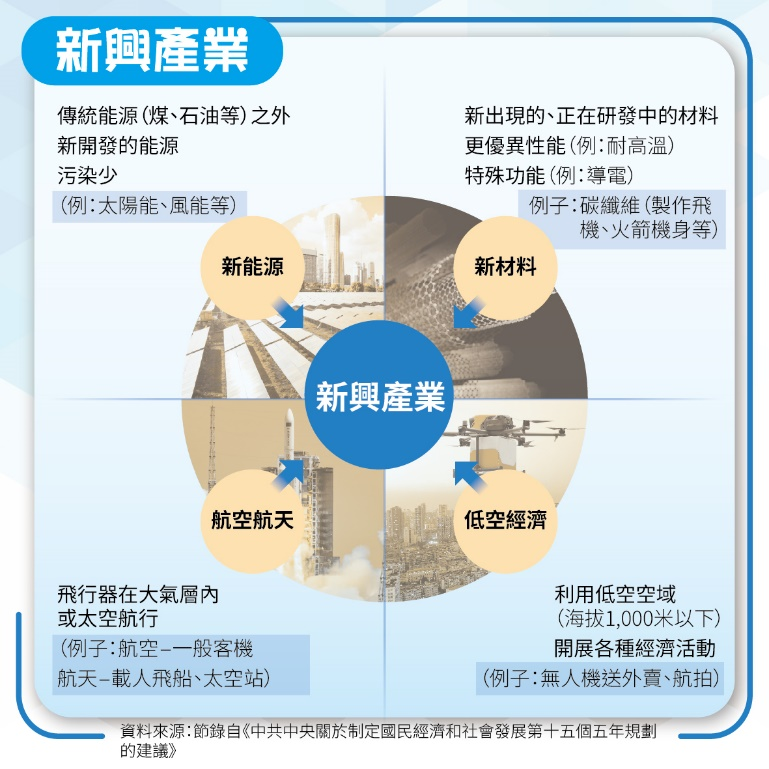 新興產業
傳統能源（煤、石油等）之外
新開發的能源
污染少
（例：太陽能、風能等）
新出現的、正在研發中的材料
更優異性能（例：耐高溫）
特殊功能（例：導電）
例子：碳纖維（製作飛
機、火箭機身等）
新能源
新材料
新興產業
航空航天
低空經濟
飛行器在大氣層內
或太空航行
（例子：航空–一般客機
航天–載人飛船、太空站）
利用低空空域
（海拔1,000米以下）
開展各種經濟活動
（例子：無人機送外賣、航拍）
資料來源：節錄自《中共中央關於制定國民經濟和社會發展第十五個五年規劃
的建議》